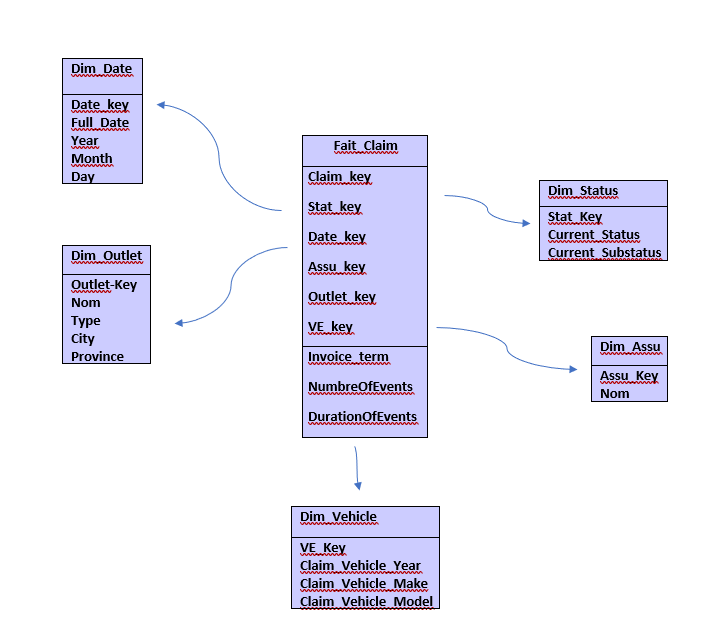 Dim_Date
Date_key
Full_Date
Year
Month
Day
Fait_Claim
Claim_key
Stat_key
Date_key
Assu_key
Outlet_key
VE_key
Invoice_term
NumbreOfEvents
DurationOfEvents
Dim_Status
Stat_Key
Current_Status
Current_Substatus
Dim_Outlet
Outlet-Key
Nom
Type
City
Province
Dim_Assu
Assu_Key
Nom
Dim_Vehicle
VE_Key
Claim_Vehicle_Year
Claim_Vehicle_Make
Claim_Vehicle_Model